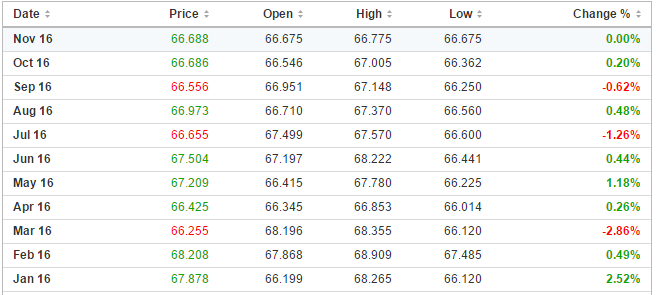 Date Price Open High Low Change %
Nov 16 66.688 66.675 66.775 66.675 0.00%
Oct 16 66.686 66.546 67.005 66.362 0.20%
Sep 16 66.556 66.951 67.148 66.250 -0.62%
Aug 16 66.973 66.710 67.370 66.560 0.48%
Jul 16 66.655 67.499 67.570 66.600 -1.26%
Jun 16 67.504 67.197 68.222 66.441 0.44%
May 16 67.209 66.415 67.780 66.225 1.18%
Apr 16 66.425 66.345 66.853 66.014 0.26%
Mar 16 66.255 68.196 68.355 66.120 -2.86%
Feb 16 68.208 67.868 68.909 67.485 0.49%
Jan 16 67.878 66.199 68.265 66.120 2.52%